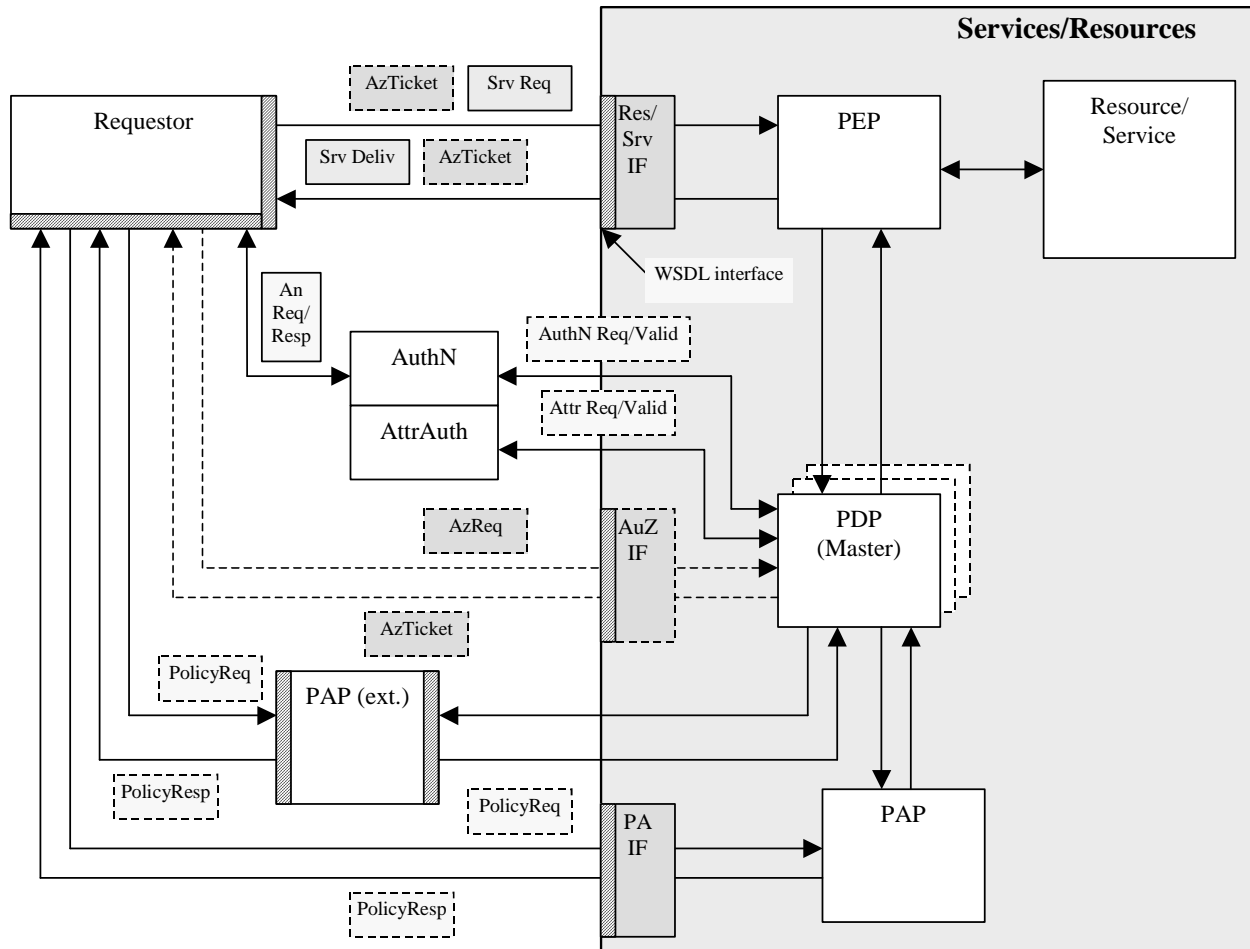 Services/Resources
AzTicket
Srv Req
Requestor
Res/
Srv
IF
PEP
Resource/
Service
Srv Deliv
AzTicket
WSDL interface
An
Req/
Resp
AuthN Req/Valid
AuthN
Attr Req/Valid
AttrAuth
AzReq
AuZ
IF
PDP
(Master)
AzTicket
PolicyReq
PAP (ext.)
PolicyResp
PolicyReq
PA
IF
PAP
PolicyResp